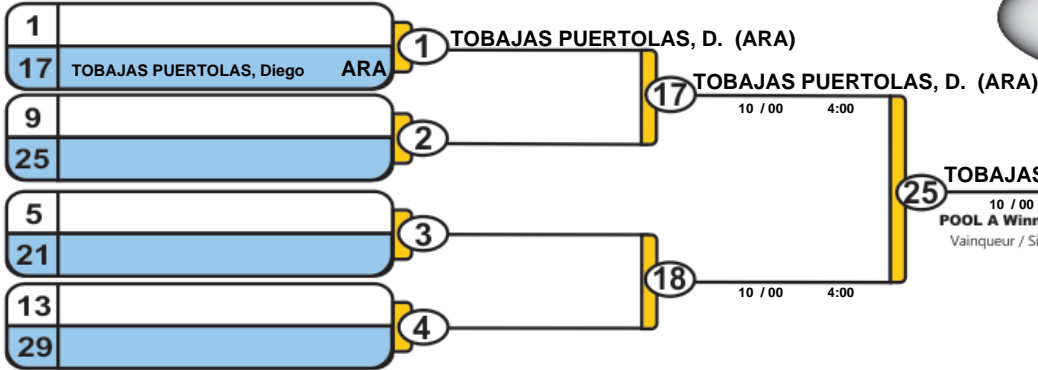 1
17 TOBAJAS PUERTOLAS, Diego ARA
1 TOBAJAS PUERTOLAS, D. (ARA)
9
25
2
17 TOBAJAS PUERTOLAS, D. (ARA)
10 / 00 4:00
5
21
3
13
29
4
18
10 / 00 4:00
25 TOBAJAS
10 / 00
POOL A Winn
Vainqueur / Si